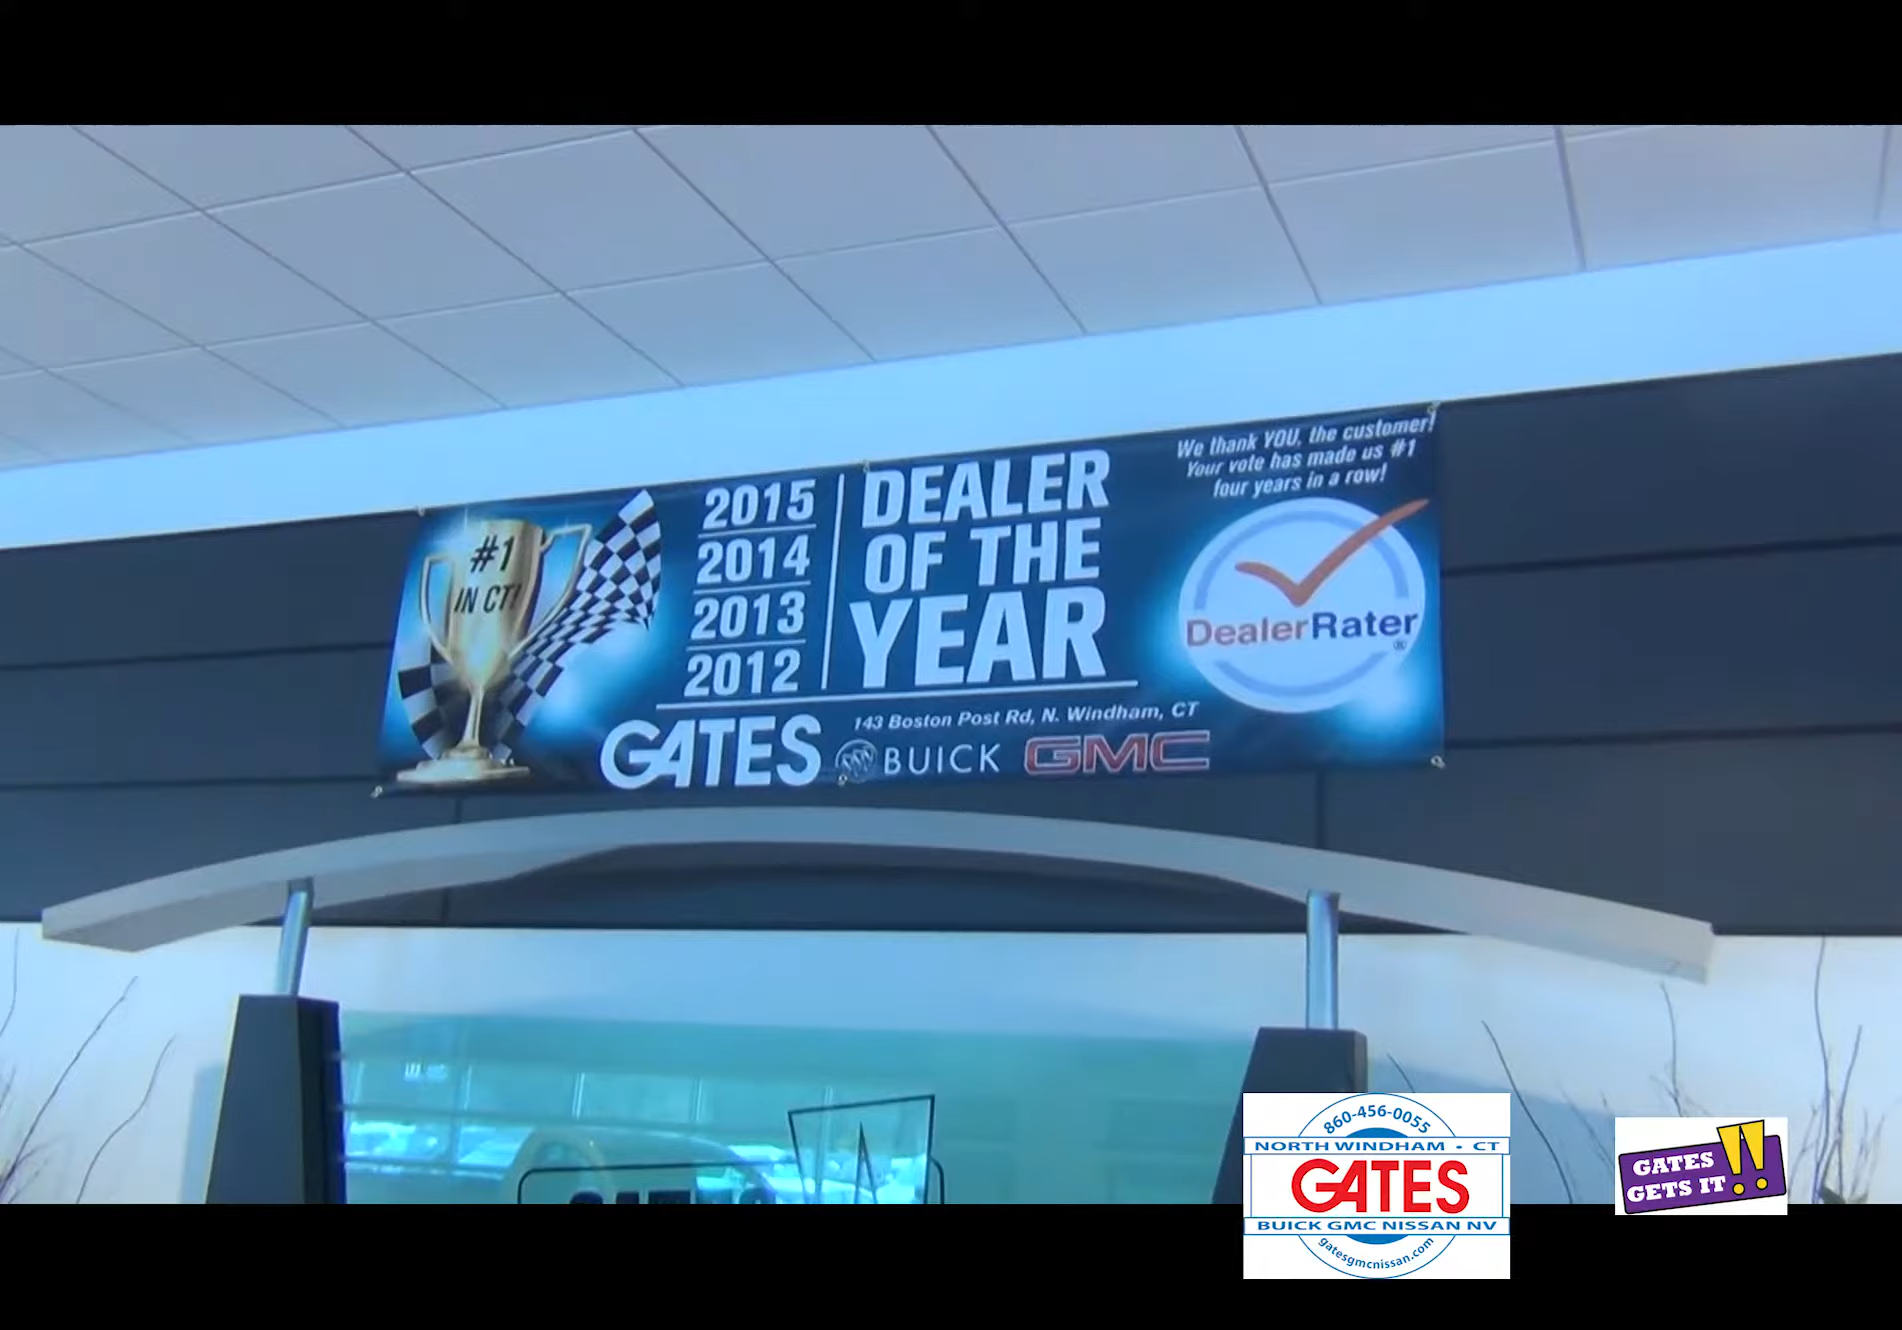 We thank YOU, the customer!
Your vote has made us #1
four years in a row!
#1
IN CT!
2015
2014
2013
2012
DEALER
OF THE
YEAR
DealerRater®
143 Boston Post Rd, N. Windham, CT
GATES BUICK GMC
860-456-0055
NORTH WINDHAM • CT
GATES
BUICK GMC NISSAN NV
gatesgmcnissan.com
GATES
GETS IT!!